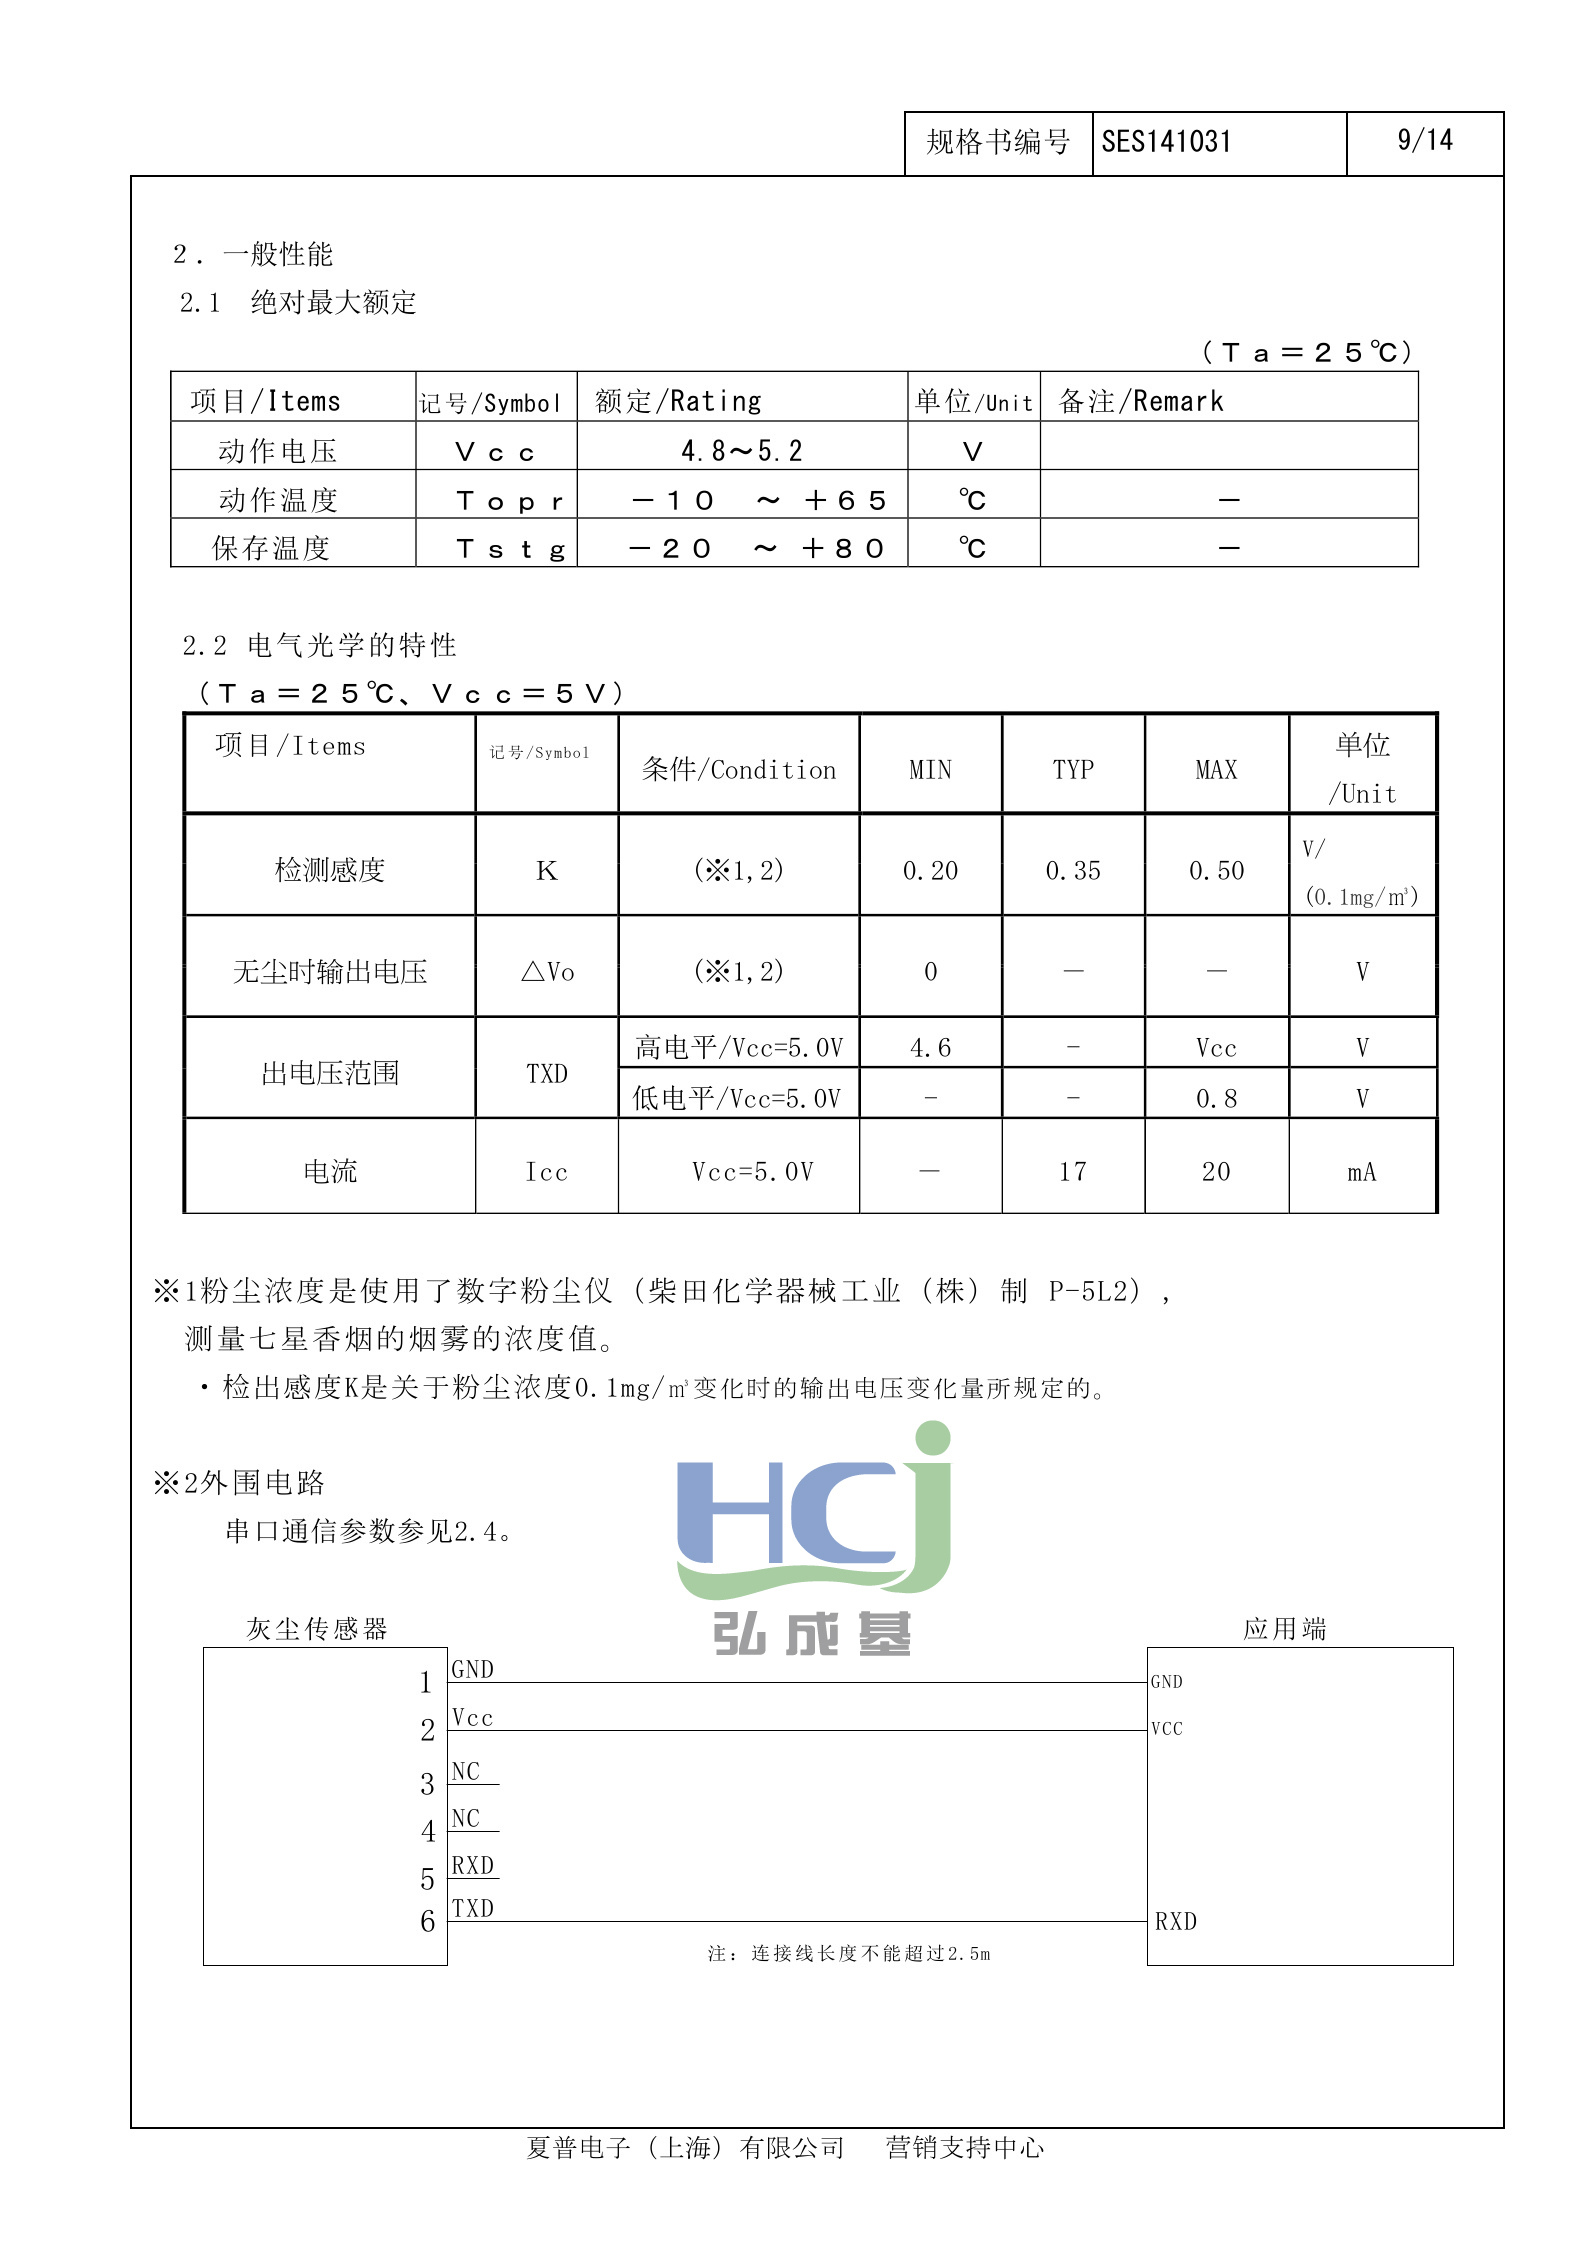 规格书编号 SES141031 9/14
2．一般性能
2.1 绝对最大额定
（Ｔａ＝２５℃）
项目/Items 记号/Symbol 额定/Rating 单位/Unit 备注/Remark
动作电压 Ｖｃｃ 4.8～5.2 Ｖ
动作温度 Ｔｏｐｒ －１０ ～ ＋６５ ℃ －
保存温度 Ｔｓｔｇ －２０ ～ ＋８０ ℃ －
2.2 电气光学的特性
（Ｔａ＝２５℃、Ｖｃｃ＝５Ｖ）
项目/Items 记号/Symbol 条件/Condition MIN TYP MAX 单位
/Unit
检测感度 K (※1,2) 0.20 0.35 0.50 V/
(0.1mg/㎥)
无尘时输出电压 △Vo (※1,2) 0 — — V
出电压范围 TXD 高电平/Vcc=5.0V 4.6 - Vcc V
低电平/Vcc=5.0V - - 0.8 V
电流 Icc Vcc=5.0V — 17 20 mA
※1粉尘浓度是使用了数字粉尘仪（柴田化学器械工业（株）制 P-5L2），
测量七星香烟的烟雾的浓度值。
・检出感度K是关于粉尘浓度0.1mg/㎥变化时的输出电压变化量所规定的。
※2外围电路
串口通信参数参见2.4。
HCj
弘成基
灰尘传感器 应用端
1 GND GND
2 Vcc VCC
3 NC
4 NC
5 RXD
6 TXD RXD
注：连接线长度不能超过2.5m
夏普电子（上海）有限公司 营销支持中心